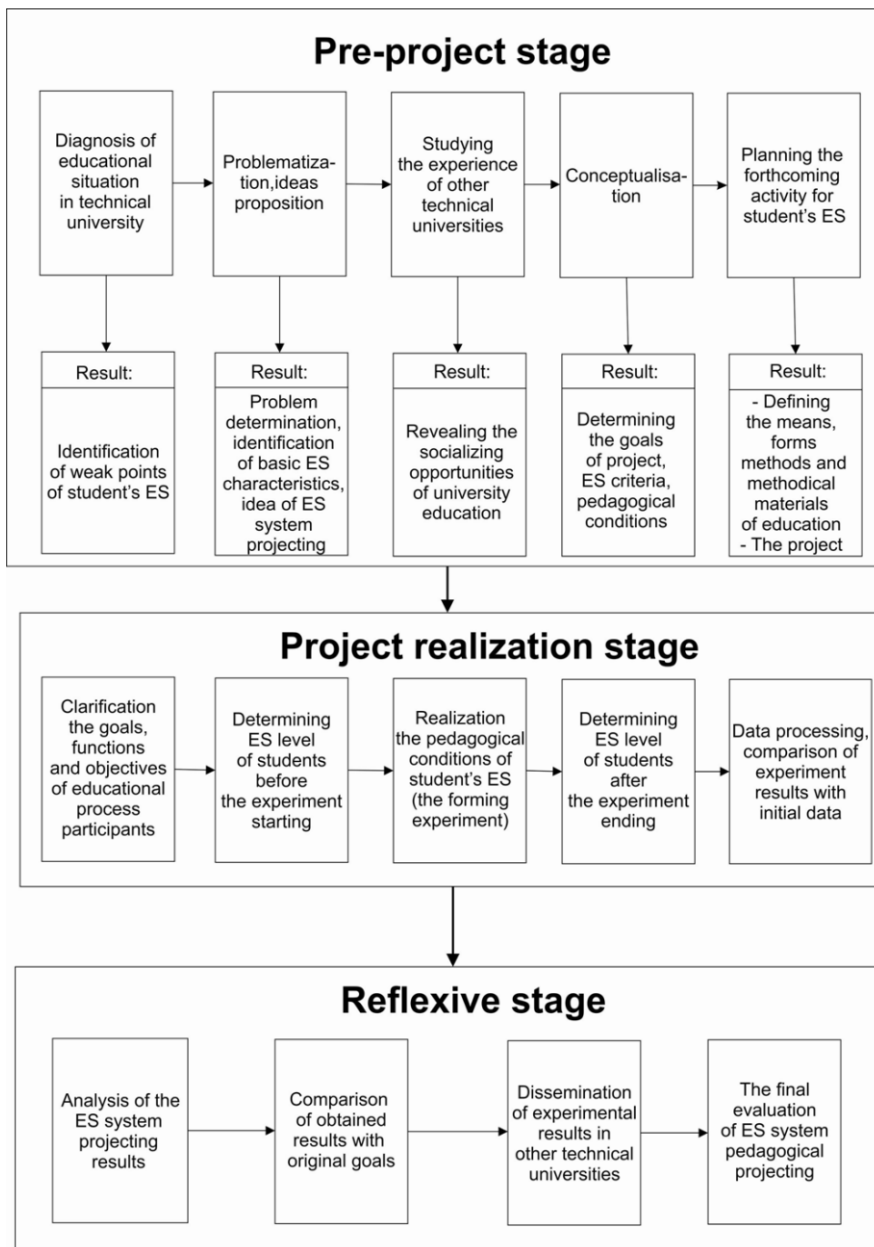 Pre-project stage
Diagnosis of
educational
situation
in technical
university
Problematiza-
tion,ideas
proposition
Studying
the experience
of other
technical
universities
Conceptualisa-
tion
Planning the
forthcoming
activity for
student's ES
Result:
Identification
of weak points
of student's ES
Result:
Problem
determination,
identification
of basic ES
characteristics,
idea of ES
system
projecting
Result:
Revealing the
socializing
opportunities
of university
education
Result:
Determining
the goals
of project,
ES criteria,
pedagogical
conditions
Result:
- Defining
the means,
forms
methods and
methodical
materials
of education
- The project
Project realization stage
Clarification
the goals,
functions
and objectives
of educational
process
participants
Determining
ES level
of students
before
the experiment
starting
Realization
the pedagogical
conditions of
student's ES
(the forming
experiment)
Determining
ES level
of students
after
the experiment
ending
Data processing,
comparison of
experiment
results with
initial data
Reflexive stage
Analysis of the
ES system
projecting
results
Comparison
of obtained
results with
original goals
Dissemination
of experimental
results in
other technical
universities
The final
evaluation
of ES system
pedagogical
projecting